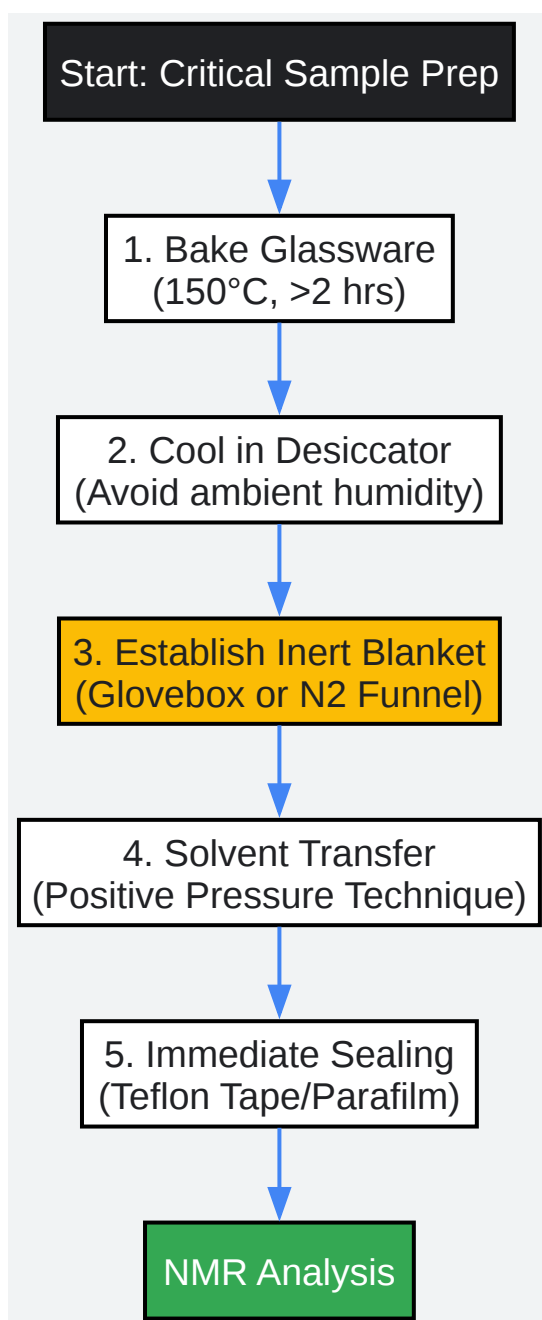 Start: Critical Sample Prep
1. Bake Glassware
(150°C, >2 hrs)
2. Cool in Desiccator
(Avoid ambient humidity)
3. Establish Inert Blanket
(Glovebox or N2 Funnel)
4. Solvent Transfer
(Positive Pressure Technique)
5. Immediate Sealing
(Teflon Tape/Parafilm)
NMR Analysis